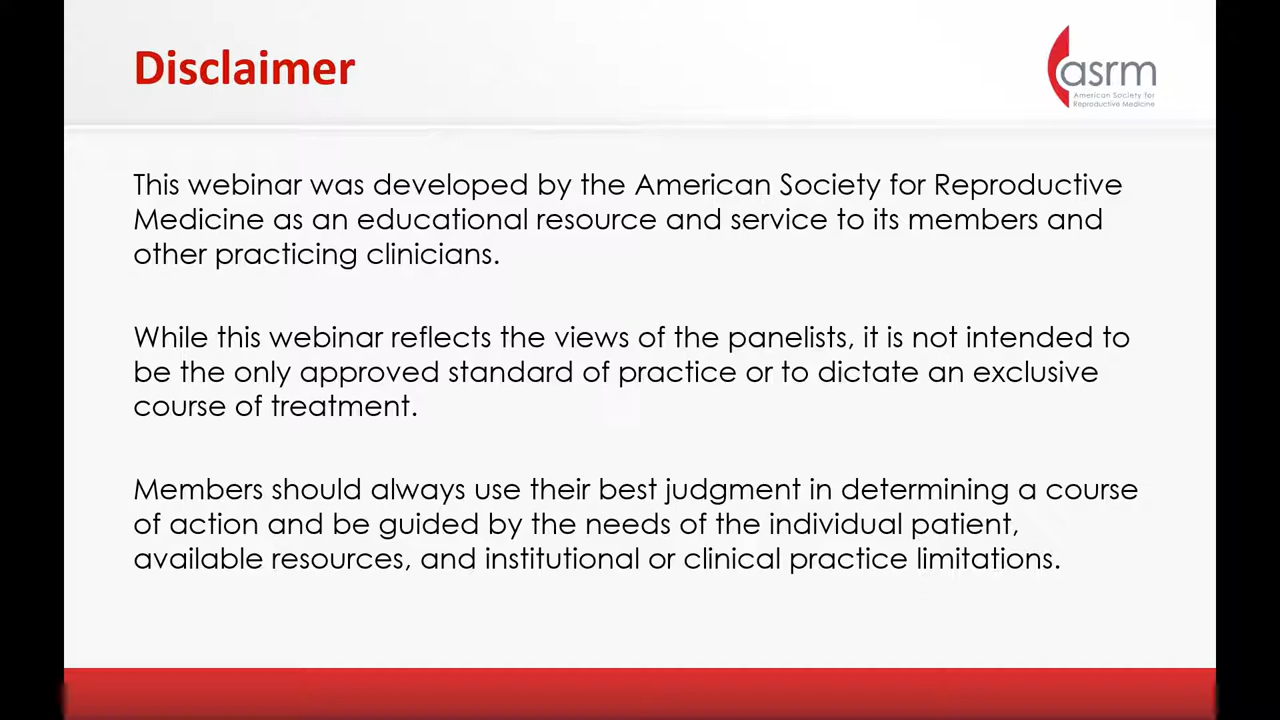 Disclaimer
asrm
American Society for
Reproductive Medicine
This webinar was developed by the American Society for Reproductive
Medicine as an educational resource and service to its members and
other practicing clinicians.
While this webinar reflects the views of the panelists, it is not intended to
be the only approved standard of practice or to dictate an exclusive
course of treatment.
Members should always use their best judgment in determining a course
of action and be guided by the needs of the individual patient,
available resources, and institutional or clinical practice limitations.